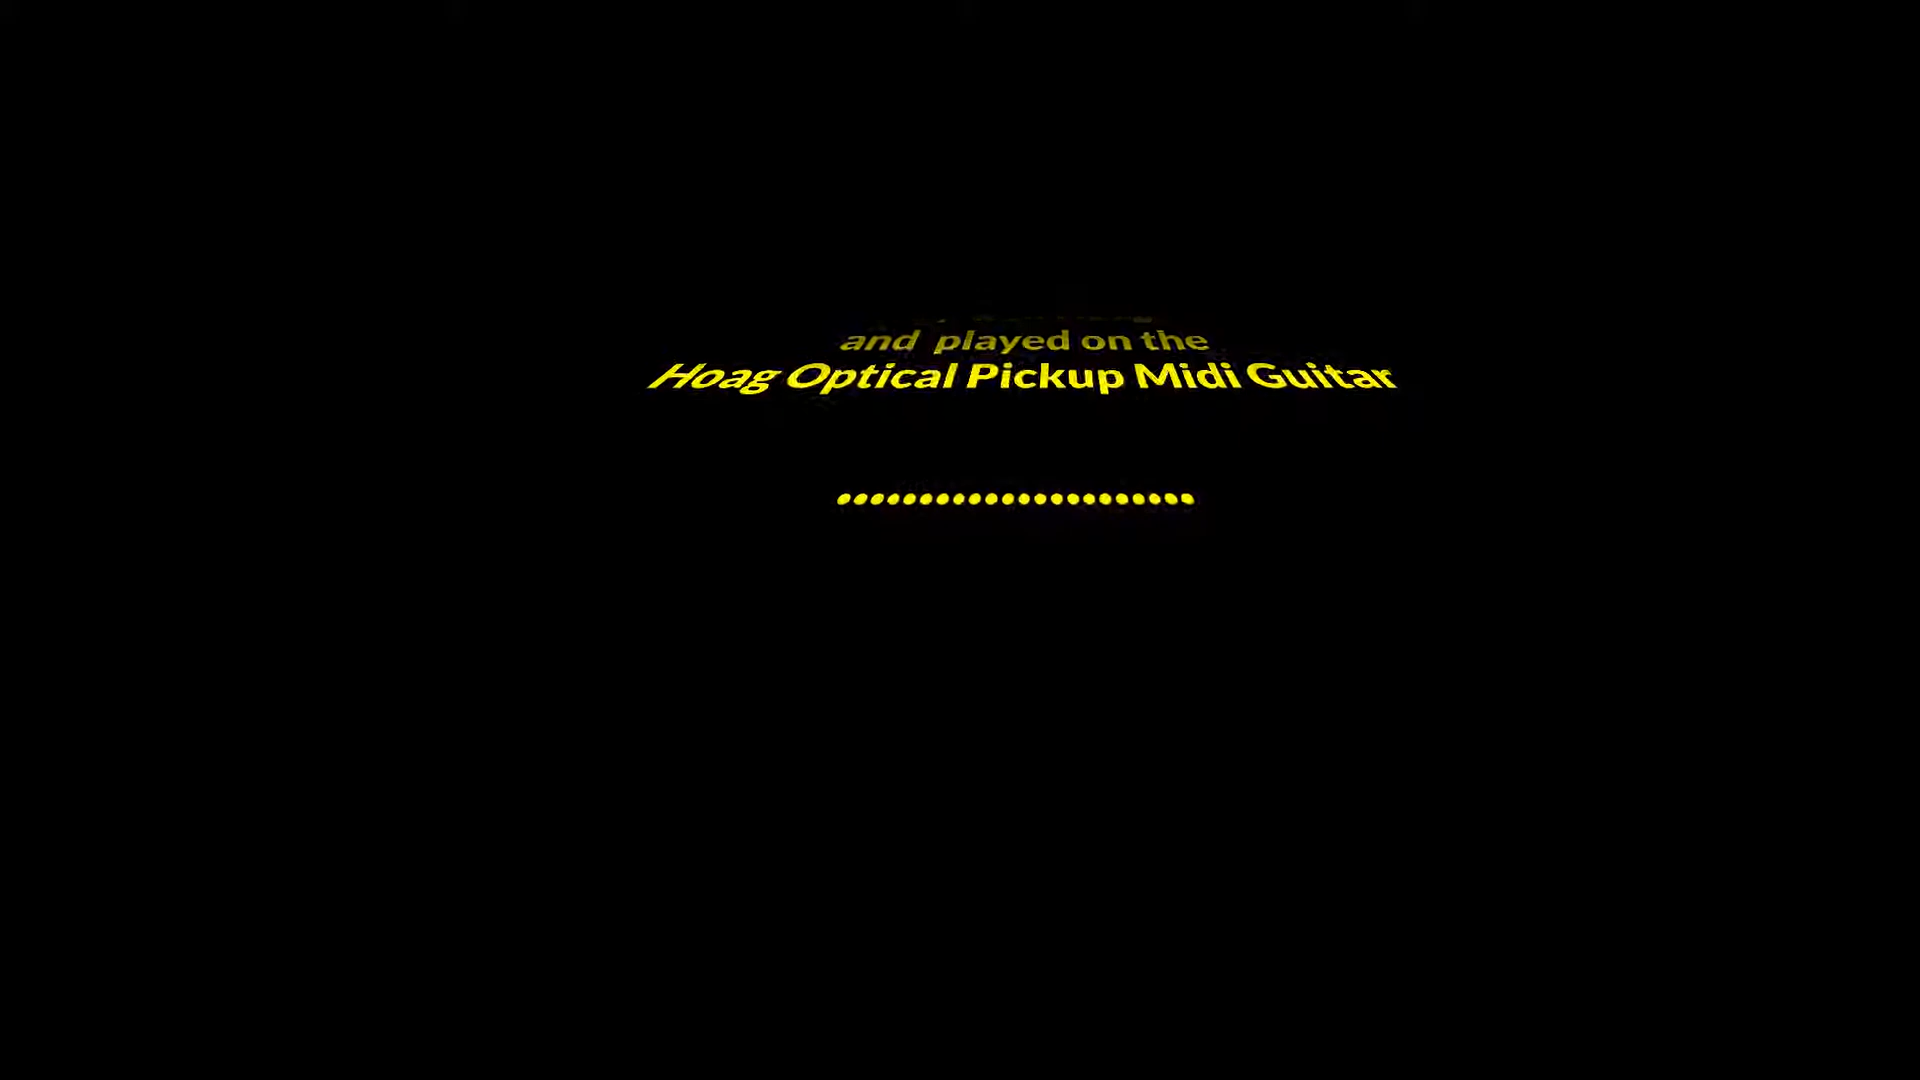 and played on the
Hoag Optical Pickup Midi Guitar
......................